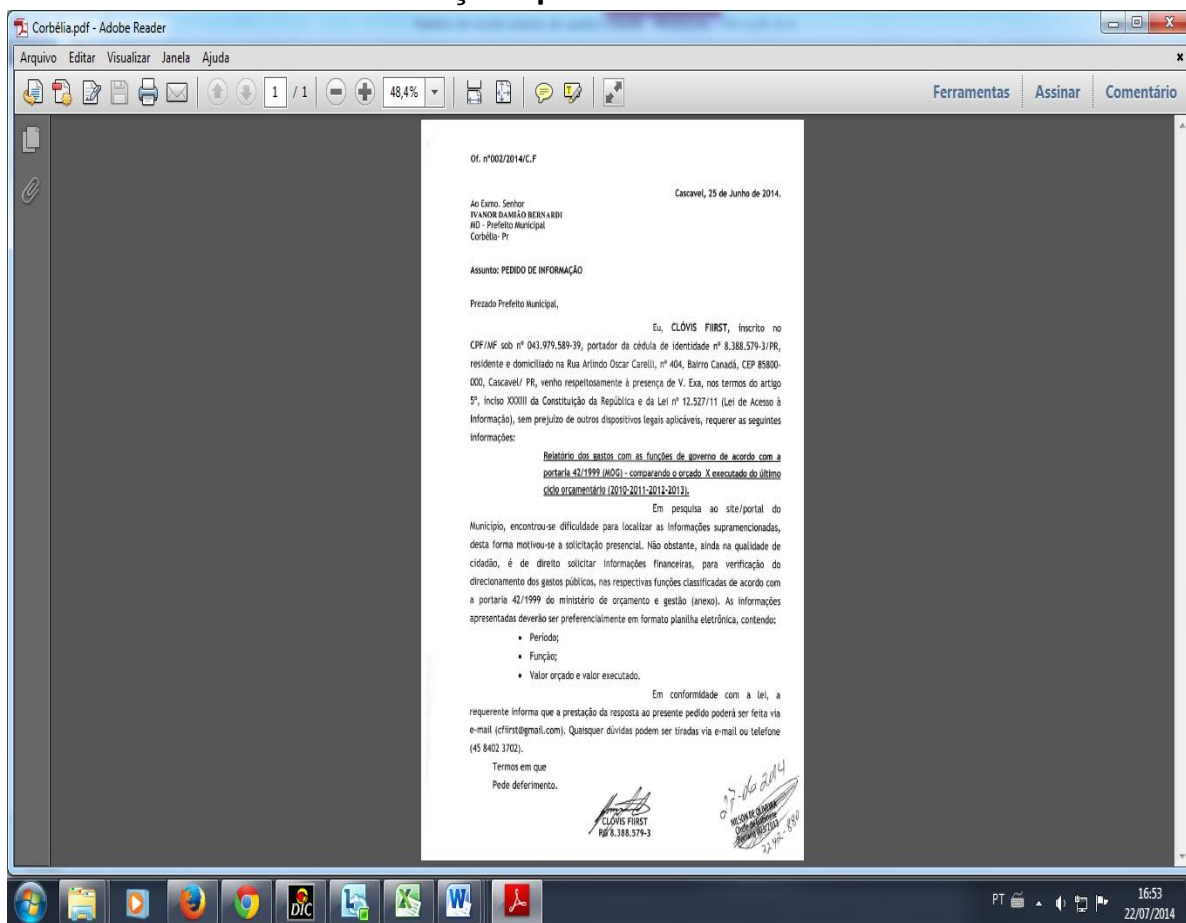 Corbélia.pdf - Adobe Reader
Arquivo Editar Visualizar Janela Ajuda
1 / 1 48,4%
Ferramentas Assinar Comentário
Of. nº002/2014/C.F
Cascavel, 25 de Junho de 2014.
Ao Exmo. Senhor
IVANOR DAMIÃO BERNARDI
MD - Prefeito Municipal
Corbélia- Pr
Assunto: PEDIDO DE INFORMAÇÃO
Prezado Prefeito Municipal,
Eu, CLÓVIS FIIRST, inscrito no
CPF/MF sob nº 043.979.589-39, portador da cédula de identidade nº 8.388.579-3/PR,
residente e domiciliado na Rua Arlindo Oscar Carelli, nº 404, Bairro Canadá, CEP 85800-
000, Cascavel/ PR, venho respeitosamente à presença de V. Exa, nos termos do artigo
5º, inciso XXXIII da Constituição da República e da Lei nº 12.527/11 (Lei de Acesso à
Informação), sem prejuízo de outros dispositivos legais aplicáveis, requerer as seguintes
informações:
Relatório dos gastos com as funções de governo de acordo com a
portaria 42/1999 (MOG) - comparando o orçado X executado do último
ciclo orçamentário (2010-2011-2012-2013).
Em pesquisa ao site/portal do
Município, encontrou-se dificuldade para localizar as informações supramencionadas,
desta forma motivou-se a solicitação presencial. Não obstante, ainda na qualidade de
cidadão, é de direito solicitar informações financeiras, para verificação do
direcionamento dos gastos públicos, nas respectivas funções classificadas de acordo com
a portaria 42/1999 do ministério de orçamento e gestão (anexo). As informações
apresentadas deverão ser preferencialmente em formato planilha eletrônica, contendo:
• Período;
• Função;
• Valor orçado e valor executado.
Em conformidade com a lei, a
requerente informa que a prestação da resposta ao presente pedido poderá ser feita via
e-mail (cfiirst@gmail.com). Quaisquer dúvidas podem ser tiradas via e-mail ou telefone
(45 8402 3702).
Termos em que
Pede deferimento.
27-06 2014
CLÓVIS FIIRST
RG 8.388.579-3
NILSON DE OLIVEIRA
Chefe de Gabinete
3242-880
DIC
PT 16:53
22/07/2014